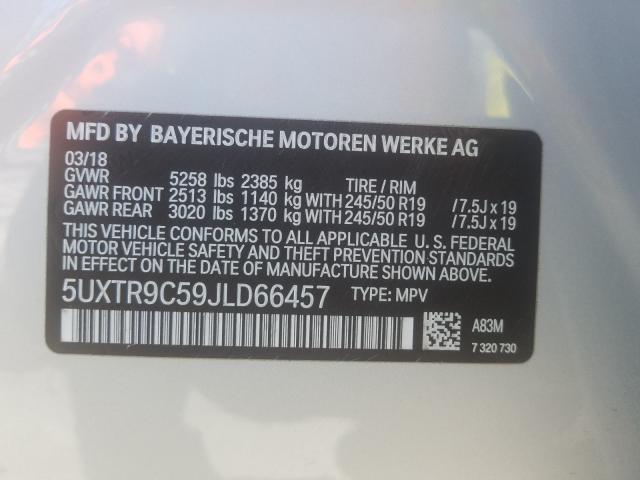 MFD BY BAYERISCHE MOTOREN WERKE AG
03/18
GVWR 5258 lbs 2385 kg TIRE / RIM
GAWR FRONT 2513 lbs 1140 kg WITH 245/50 R19 / 7.5J x 19
GAWR REAR 3020 lbs 1370 kg WITH 245/50 R19 / 7.5J x 19
THIS VEHICLE CONFORMS TO ALL APPLICABLE U. S. FEDERAL
MOTOR VEHICLE SAFETY AND THEFT PREVENTION STANDARDS
IN EFFECT ON THE DATE OF MANUFACTURE SHOWN ABOVE.
5UXTR9C59JLD66457 TYPE: MPV
A83M
7 320 730